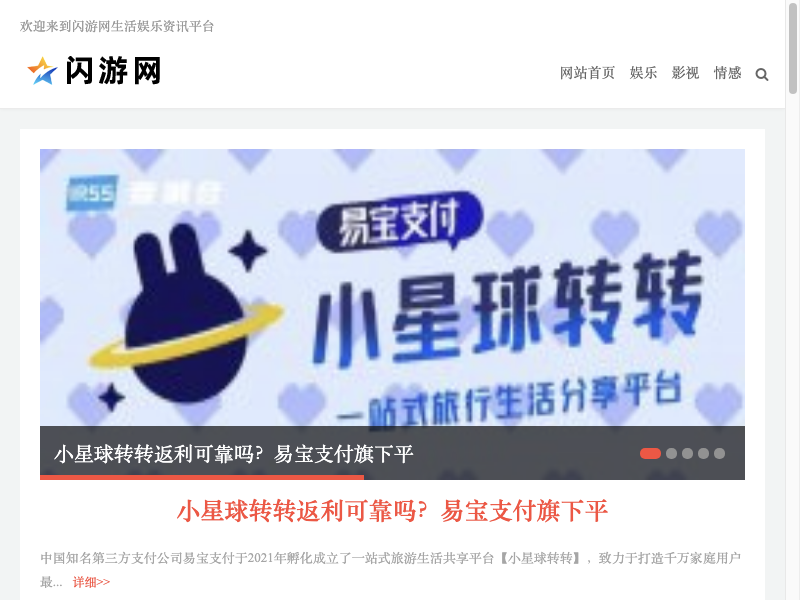 欢迎来到闪游网生活娱乐资讯平台
闪游网
网站首页 娱乐 影视 情感
易宝支付
小星球转转
一站式旅行生活分享平台
小星球转转返利可靠吗？易宝支付旗下平
小星球转转返利可靠吗？易宝支付旗下平
中国知名第三方支付公司易宝支付于2021年孵化成立了一站式旅游生活共享平台【小星球转转】，致力于打造千万家庭用户
最... 详细>>